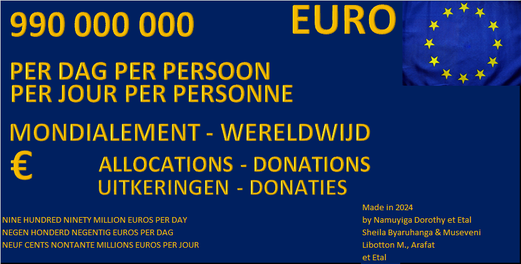 990 000 000 EURO
PER DAG PER PERSOON
PER JOUR PER PERSONNE
MONDIALEMENT - WERELDWIJD
€ ALLOCATIONS - DONATIONS
UITKERINGEN - DONATIES
NINE HUNDRED NINETY MILLION EUROS PER DAY
NEGEN HONDERD NEGENTIG EUROS PER DAG
NEUF CENTS NONTANTE MILLIONS EUROS PER JOUR
Made in 2024
by Namuyiga Dorothy et Etal
Sheila Byaruhanga & Museveni
Libotton M., Arafat
et Etal